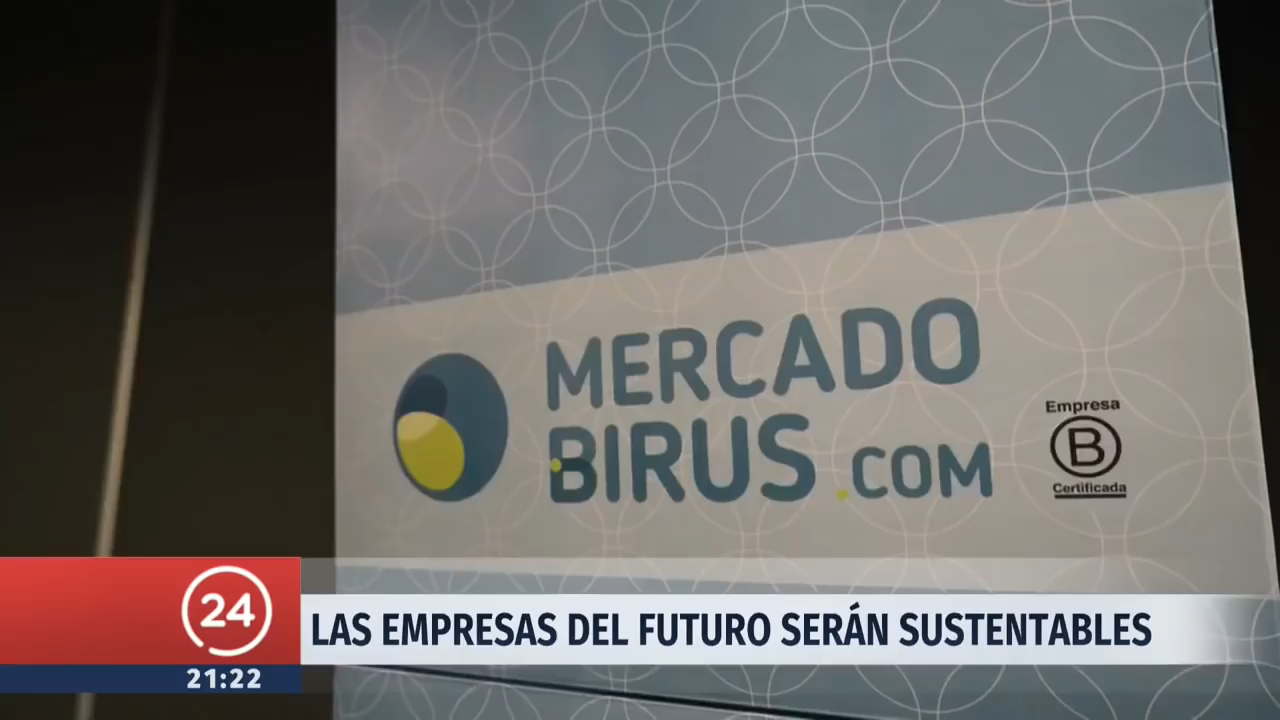 MERCADO
BIRUS.COM
Empresa
B
Certificada
24
LAS EMPRESAS DEL FUTURO SERÁN SUSTENTABLES
21:22